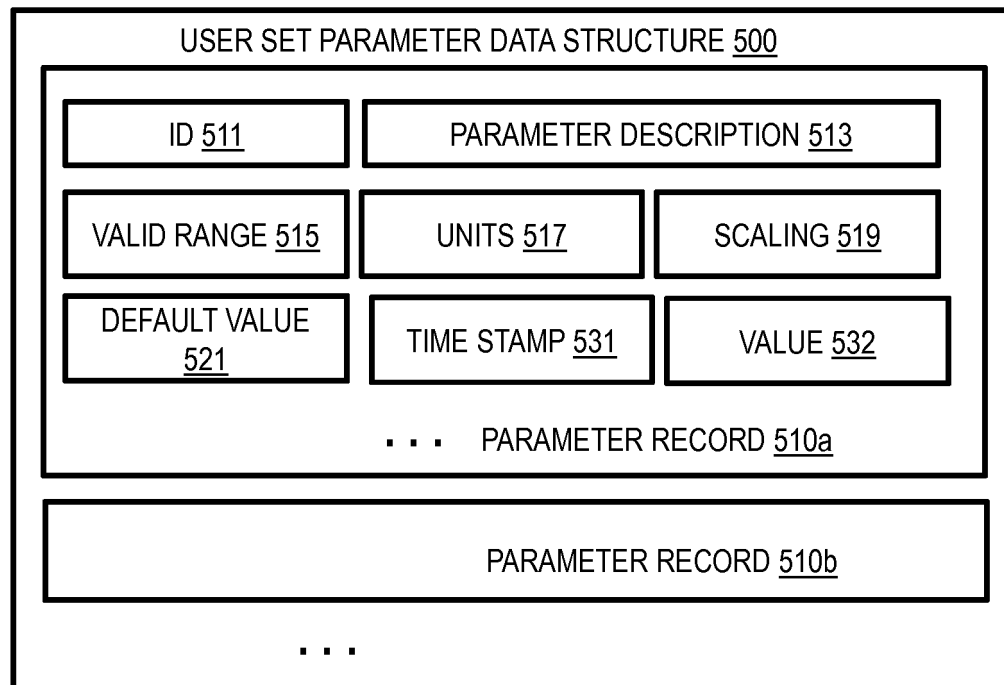 USER SET PARAMETER DATA STRUCTURE 500
ID 511
PARAMETER DESCRIPTION 513
VALID RANGE 515
UNITS 517
SCALING 519
DEFAULT VALUE
521
TIME STAMP 531
VALUE 532
... PARAMETER RECORD 510a
PARAMETER RECORD 510b
...